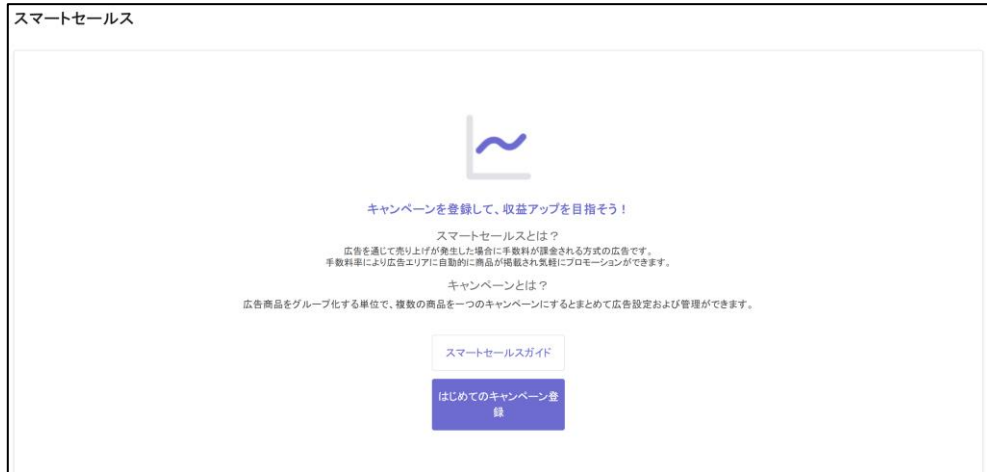 スマートセールス
キャンペーンを登録して、収益アップを目指そう！
スマートセールスとは？
広告を通じて売り上げが発生した場合に手数料が課金される方式の広告です。
手数料率により広告エリアに自動的に商品が掲載され気軽にプロモーションができます。
キャンペーンとは？
広告商品をグループ化する単位で、複数の商品を一つのキャンペーンにするとまとめて広告設定および管理ができます。
スマートセールスガイド
はじめてのキャンペーン登
録